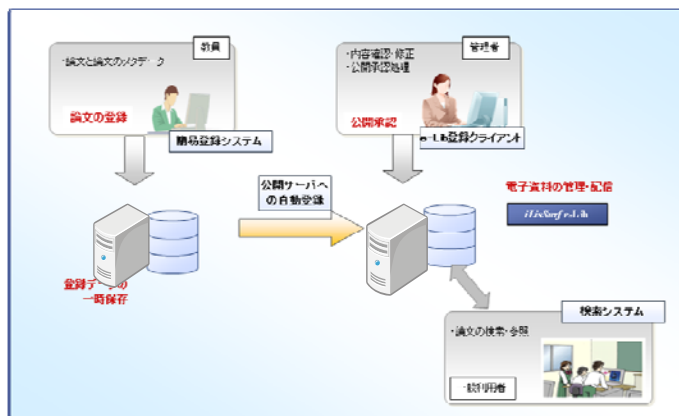 教員
・論文と論文のメタデータ
論文の登録
簡易登録システム
管理者
・内容確認・修正
・公開承認処理
公開承認
e-Lib登録クライアント
公開サーバへ
の自動登録
電子資料の管理・配信
iLisSurf e-Lib
登録データの
一時保存
検索システム
・論文の検索・参照
一般利用者